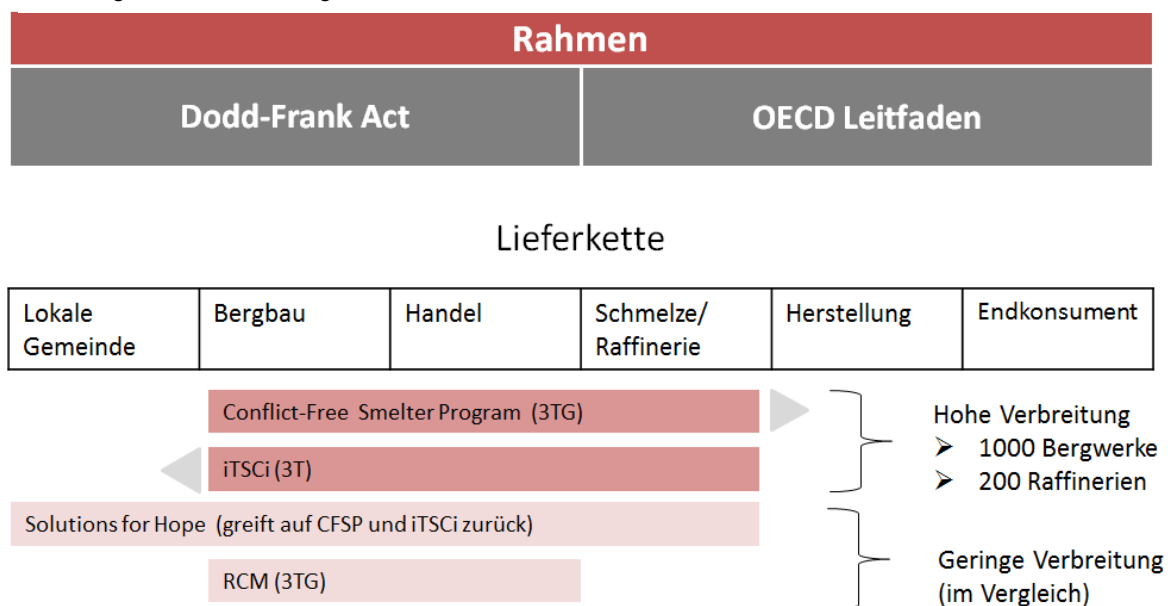 Rahmen
Dodd-Frank Act
OECD Leitfaden
Lieferkette
Lokale
Gemeinde
Bergbau
Handel
Schmelze/
Raffinerie
Herstellung
Endkonsument
Conflict-Free Smelter Program (3TG)
iTSCi (3T)
Hohe Verbreitung
➢ 1000 Bergwerke
➢ 200 Raffinerien
Solutions for Hope (greift auf CFSP und iTSCi zurück)
RCM (3TG)
Geringe Verbreitung
(im Vergleich)